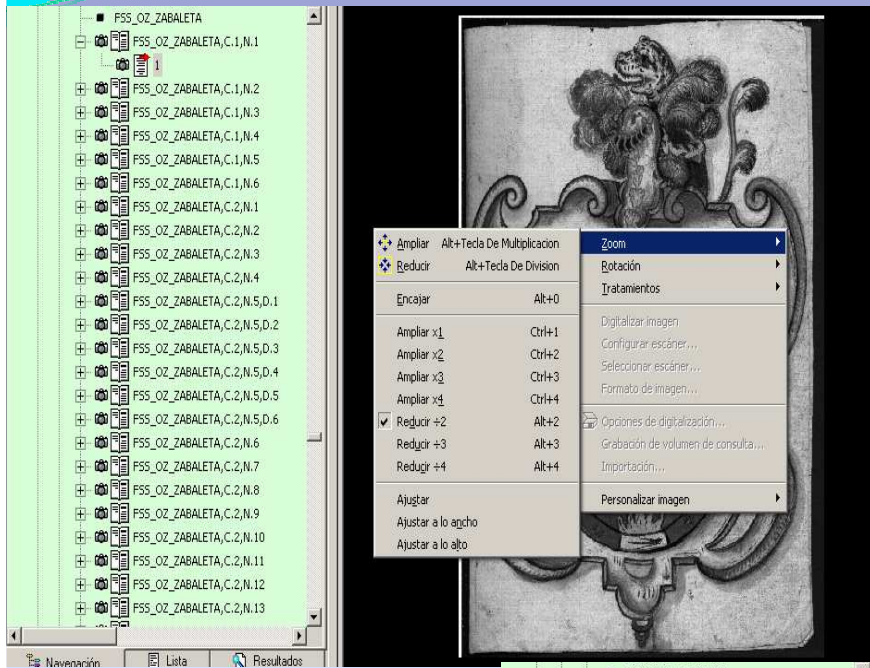 FSS_OZ_ZABALETA
FSS_OZ_ZABALETA,C.1,N.1
1
FSS_OZ_ZABALETA,C.1,N.2
FSS_OZ_ZABALETA,C.1,N.3
FSS_OZ_ZABALETA,C.1,N.4
FSS_OZ_ZABALETA,C.1,N.5
FSS_OZ_ZABALETA,C.1,N.6
FSS_OZ_ZABALETA,C.2,N.1
FSS_OZ_ZABALETA,C.2,N.2
FSS_OZ_ZABALETA,C.2,N.3
FSS_OZ_ZABALETA,C.2,N.4
FSS_OZ_ZABALETA,C.2,N.5,D.1
FSS_OZ_ZABALETA,C.2,N.5,D.2
FSS_OZ_ZABALETA,C.2,N.5,D.3
FSS_OZ_ZABALETA,C.2,N.5,D.4
FSS_OZ_ZABALETA,C.2,N.5,D.5
FSS_OZ_ZABALETA,C.2,N.5,D.6
FSS_OZ_ZABALETA,C.2,N.6
FSS_OZ_ZABALETA,C.2,N.7
FSS_OZ_ZABALETA,C.2,N.8
FSS_OZ_ZABALETA,C.2,N.9
FSS_OZ_ZABALETA,C.2,N.10
FSS_OZ_ZABALETA,C.2,N.11
FSS_OZ_ZABALETA,C.2,N.12
FSS_OZ_ZABALETA,C.2,N.13
Navegación Lista Resultados
Ampliar Alt+Tecla De Multiplicacion
Reducir Alt+Tecla De Division
Encajar Alt+0
Ampliar x1 Ctrl+1
Ampliar x2 Ctrl+2
Ampliar x3 Ctrl+3
Ampliar x4 Ctrl+4
Reducir ÷2 Alt+2
Reducir ÷3 Alt+3
Reducir ÷4 Alt+4
Ajustar
Ajustar a lo ancho
Ajustar a lo alto
Zoom
Rotación
Tratamientos
Digitalizar imagen
Configurar escáner...
Seleccionar escáner...
Formato de imagen...
Opciones de digitalización...
Grabación de volumen de consulta...
Importación...
Personalizar imagen